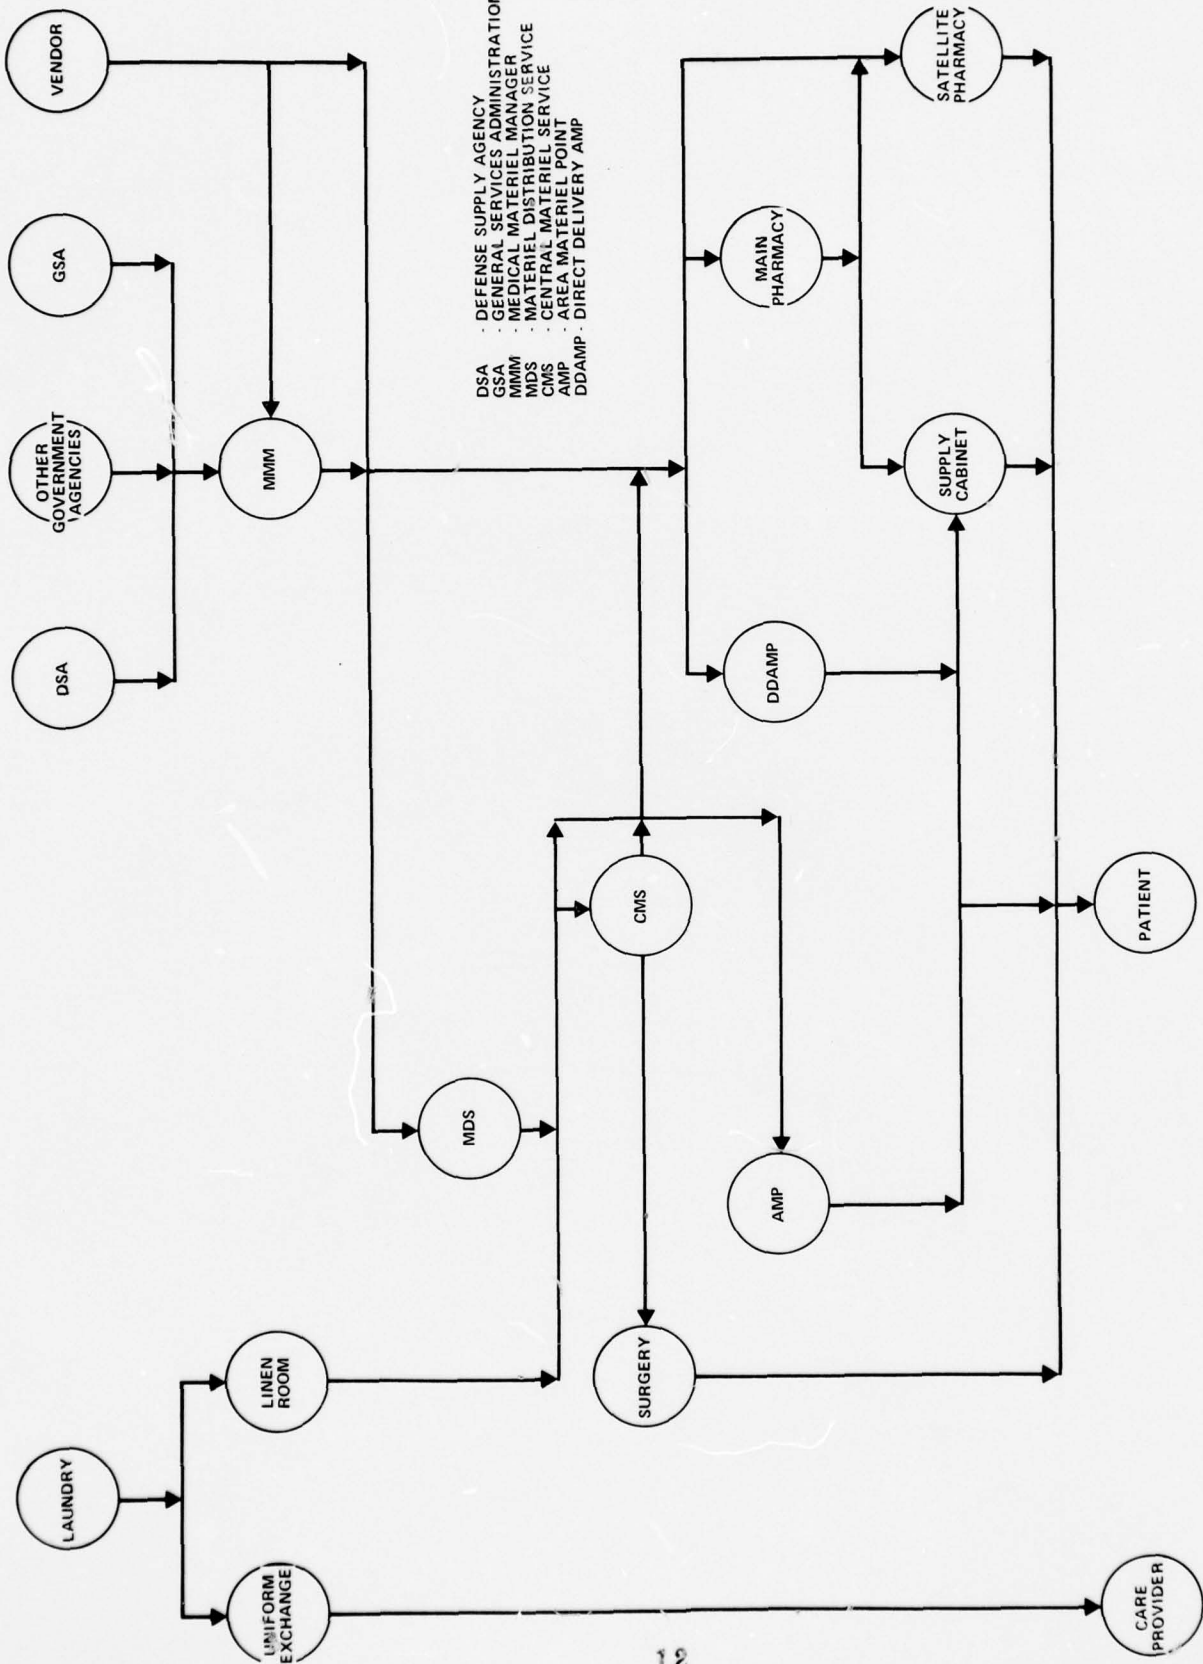 LAUNDRY
UNIFORM
EXCHANGE
LINEN
ROOM
DSA
OTHER
GOVERNMENT
AGENCIES
GSA
VENDOR
MMM
MDS
CMS
SURGERY
AMP
DDAMP
MAIN
PHARMACY
SUPPLY
CABINET
SATELLITE
PHARMACY
PATIENT
CARE
PROVIDER
DSA - DEFENSE SUPPLY AGENCY
GSA - GENERAL SERVICES ADMINISTRATION
MMM - MEDICAL MATERIEL MANAGER
MDS - MATERIEL DISTRIBUTION SERVICE
CMS - CENTRAL MATERIEL SERVICE
AMP - AREA MATERIEL POINT
DDAMP - DIRECT DELIVERY AMP
12